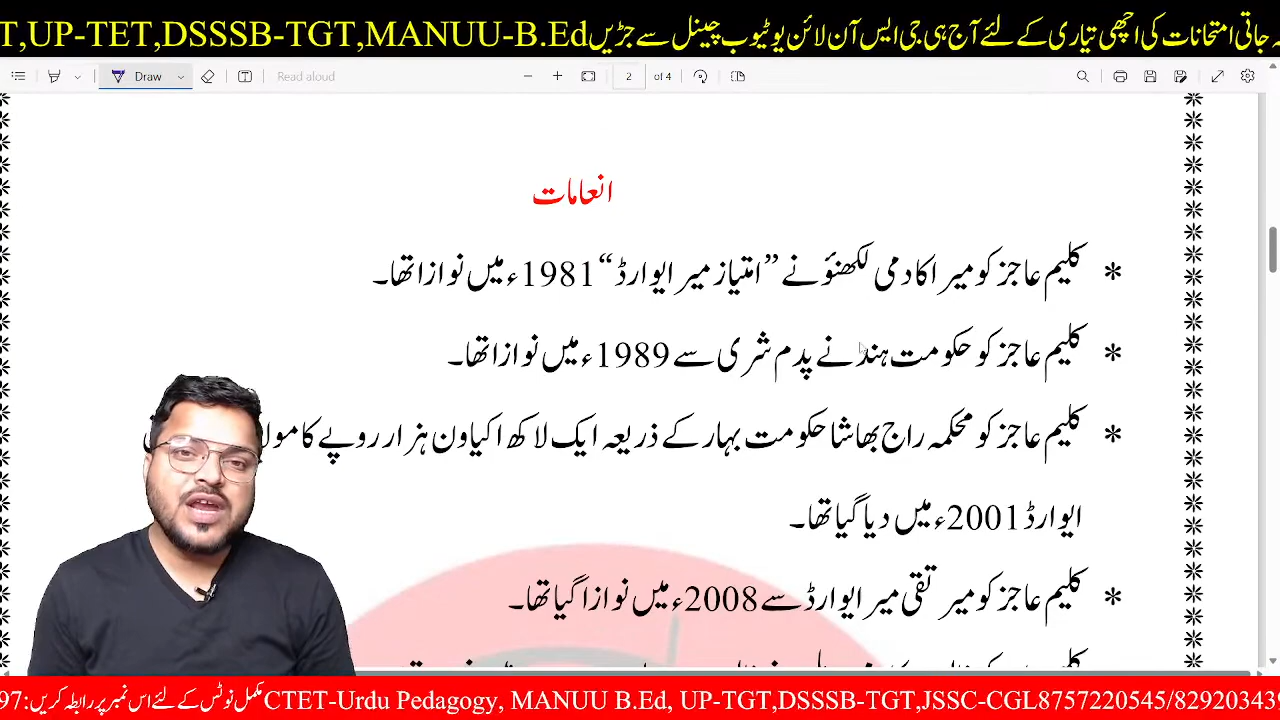 جاتی امتحانات کی اچھی تیاری کے لئے آج ہی جی ایس آن لائن یوٹیوب چینل سے جڑیں T,UP-TET,DSSSB-TGT,MANUU-B.Ed
Draw Read aloud 2 of 4
انعامات
* کلیم عاجز کو میر اکادمی لکھنؤ نے ”امتیاز میر ایوارڈ“ 1981ء میں نوازا تھا۔
* کلیم عاجز کو حکومت ہند نے پدم شری سے 1989ء میں نوازا تھا۔
* کلیم عاجز کو محکمہ راج بھاشا حکومت بہار کے ذریعہ ایک لاکھ اکیاون ہزار روپے کا
ایوارڈ 2001ء میں دیا گیا تھا۔
* کلیم عاجز کو میر تقی میر ایوارڈ سے 2008ء میں نوازا گیا تھا۔
مکمل نوٹس کے لئے اس نمبر پر رابطہ کریں: 97 CTET-Urdu Pedagogy, MANUU B.Ed, UP-TGT,DSSSB-TGT,JSSC-CGL8757220545/82920343